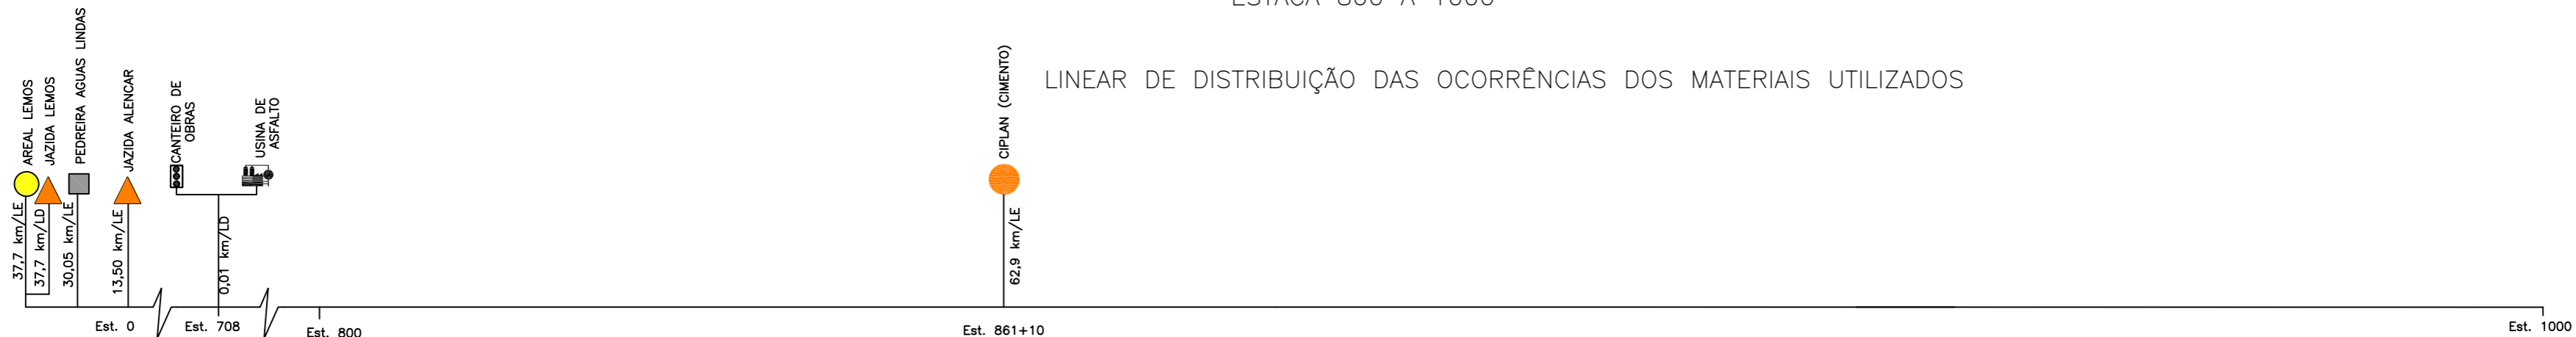 ESTACA 800 A 1000
LINEAR DE DISTRIBUIÇÃO DAS OCORRÊNCIAS DOS MATERIAIS UTILIZADOS
AREAL LEMOS
JAZIDA LEMOS
PEDREIRA AGUAS LINDAS
JAZIDA ALENCAR
CANTEIRO DE
OBRAS
USINA DE
ASFALTO
CIPLAN (CIMENTO)
37,7 km/LE
37,7 km/LD
30,05 km/LE
13,50 km/LE
0,01 km/LD
62,9 km/LE
Est. 0
Est. 708
Est. 800
Est. 861+10
Est. 1000